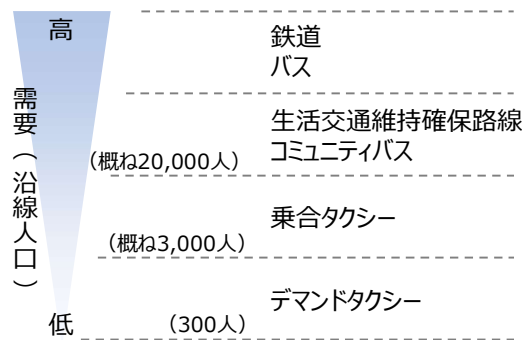 高
鉄道
バス
需要（沿線人口）
生活交通維持確保路線
コミュニティバス
（概ね20,000人）
乗合タクシー
（概ね3,000人）
デマンドタクシー
低
（300人）